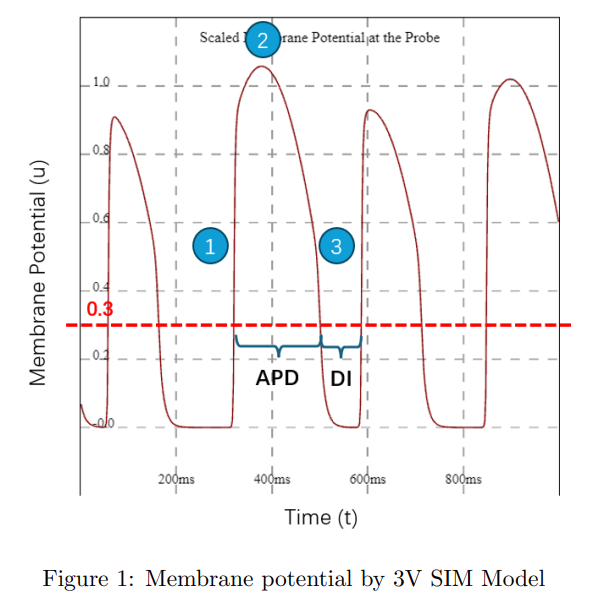 Scaled rane Potential at the Probe
2
1.0
0.8
0.6
1
3
0.4
0.3
0.2
APD DI
-0.0
200ms 400ms 600ms 800ms
Membrane Potential (u)
Time (t)
Figure 1: Membrane potential by 3V SIM Model